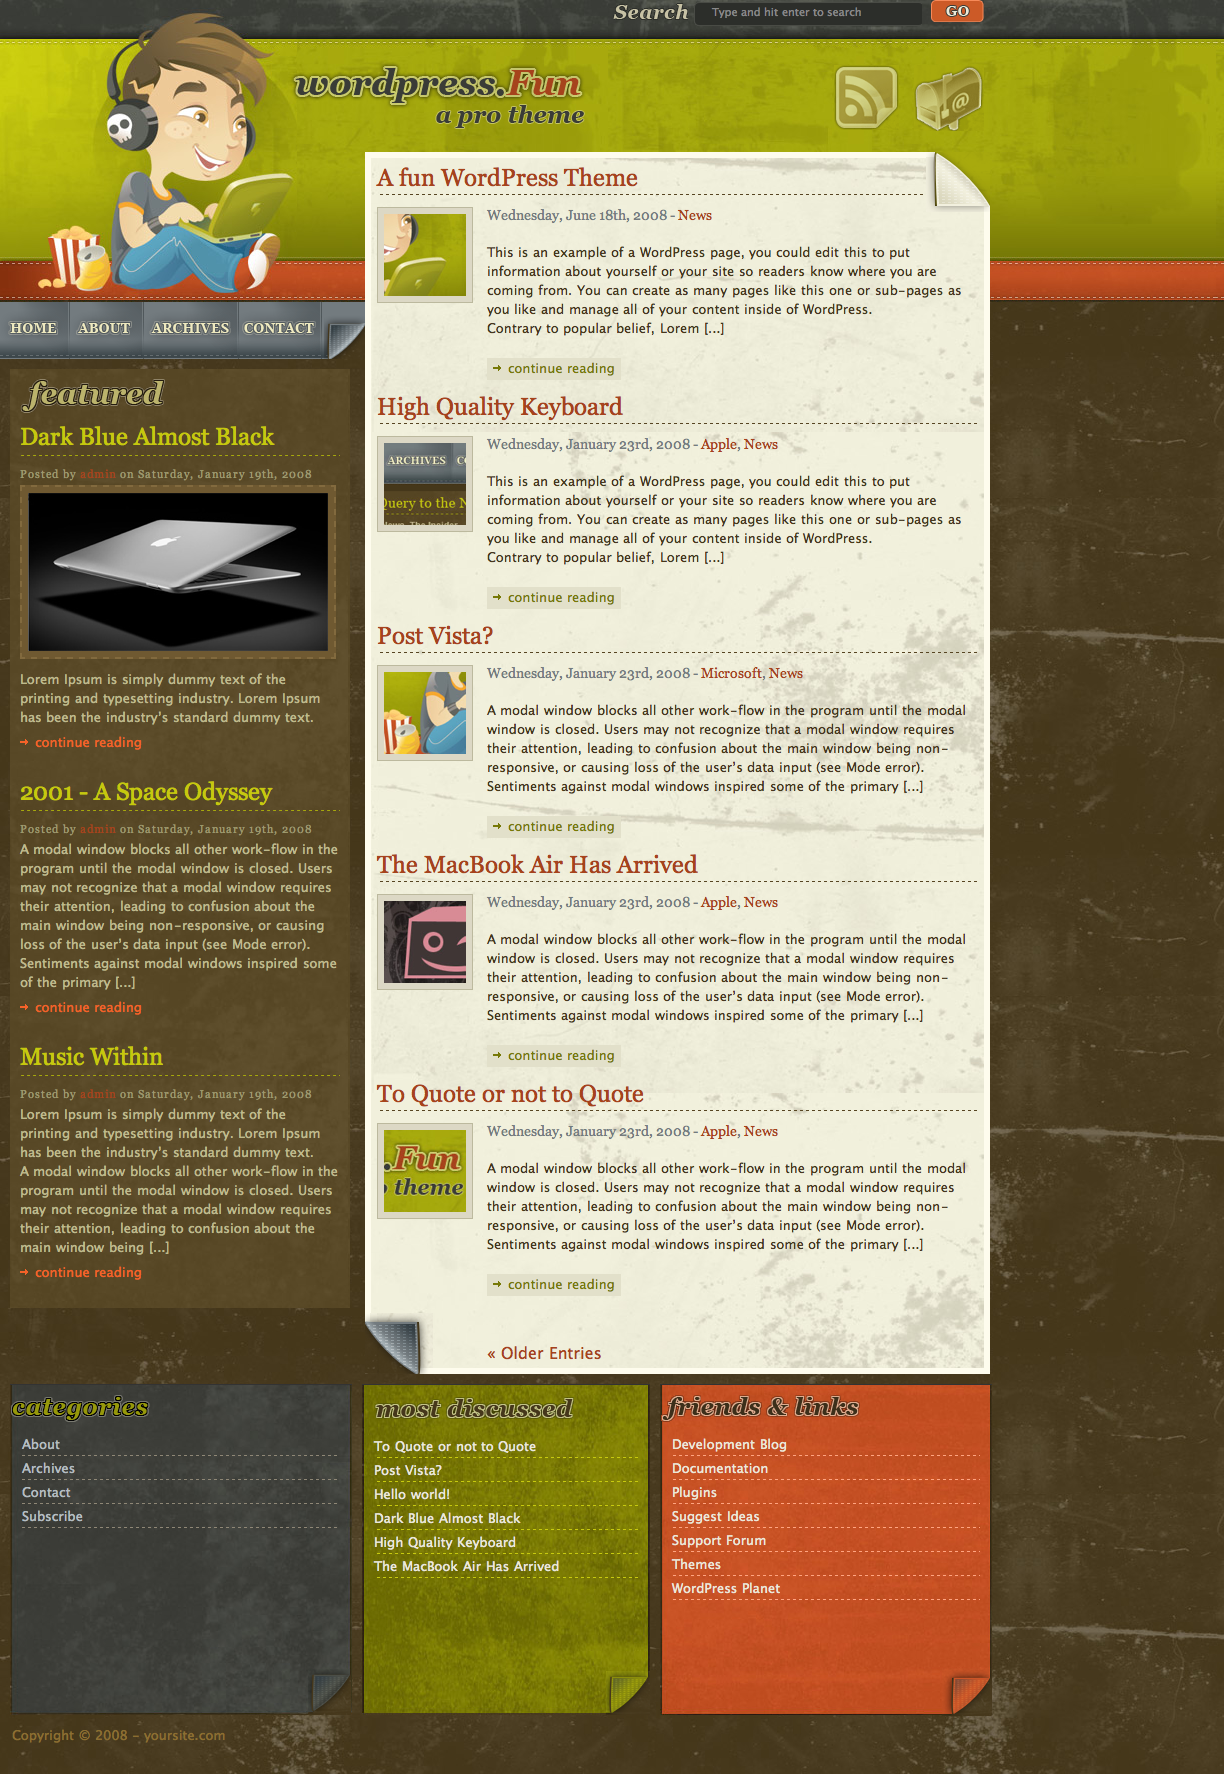 Search Type and hit enter to search GO
wordpress.Fun
a pro theme
@
HOME ABOUT ARCHIVES CONTACT
featured
Dark Blue Almost Black
Posted by admin on Saturday, January 19th, 2008
Lorem Ipsum is simply dummy text of the
printing and typesetting industry. Lorem Ipsum
has been the industry's standard dummy text.
continue reading
2001 - A Space Odyssey
Posted by admin on Saturday, January 19th, 2008
A modal window blocks all other work-flow in the
program until the modal window is closed. Users
may not recognize that a modal window requires
their attention, leading to confusion about the
main window being non-responsive, or causing
loss of the user's data input (see Mode error).
Sentiments against modal windows inspired some
of the primary [...]
continue reading
Music Within
Posted by admin on Saturday, January 19th, 2008
Lorem Ipsum is simply dummy text of the
printing and typesetting industry. Lorem Ipsum
has been the industry's standard dummy text.
A modal window blocks all other work-flow in the
program until the modal window is closed. Users
may not recognize that a modal window requires
their attention, leading to confusion about the
main window being [...]
continue reading
A fun WordPress Theme
Wednesday, June 18th, 2008 - News
This is an example of a WordPress page, you could edit this to put
information about yourself or your site so readers know where you are
coming from. You can create as many pages like this one or sub-pages as
you like and manage all of your content inside of WordPress.
Contrary to popular belief, Lorem [...]
continue reading
High Quality Keyboard
Wednesday, January 23rd, 2008 - Apple, News
ARCHIVES
Query to the
This is an example of a WordPress page, you could edit this to put
information about yourself or your site so readers know where you are
coming from. You can create as many pages like this one or sub-pages as
you like and manage all of your content inside of WordPress.
Contrary to popular belief, Lorem [...]
continue reading
Post Vista?
Wednesday, January 23rd, 2008 - Microsoft, News
A modal window blocks all other work-flow in the program until the modal
window is closed. Users may not recognize that a modal window requires
their attention, leading to confusion about the main window being non-
responsive, or causing loss of the user's data input (see Mode error).
Sentiments against modal windows inspired some of the primary [...]
continue reading
The MacBook Air Has Arrived
Wednesday, January 23rd, 2008 - Apple, News
A modal window blocks all other work-flow in the program until the modal
window is closed. Users may not recognize that a modal window requires
their attention, leading to confusion about the main window being non-
responsive, or causing loss of the user's data input (see Mode error).
Sentiments against modal windows inspired some of the primary [...]
continue reading
To Quote or not to Quote
Wednesday, January 23rd, 2008 - Apple, News
.Fun
theme
A modal window blocks all other work-flow in the program until the modal
window is closed. Users may not recognize that a modal window requires
their attention, leading to confusion about the main window being non-
responsive, or causing loss of the user's data input (see Mode error).
Sentiments against modal windows inspired some of the primary [...]
continue reading
« Older Entries
categories
About
Archives
Contact
Subscribe
most discussed
To Quote or not to Quote
Post Vista?
Hello world!
Dark Blue Almost Black
High Quality Keyboard
The MacBook Air Has Arrived
friends & links
Development Blog
Documentation
Plugins
Suggest Ideas
Support Forum
Themes
WordPress Planet
Copyright © 2008 - yoursite.com